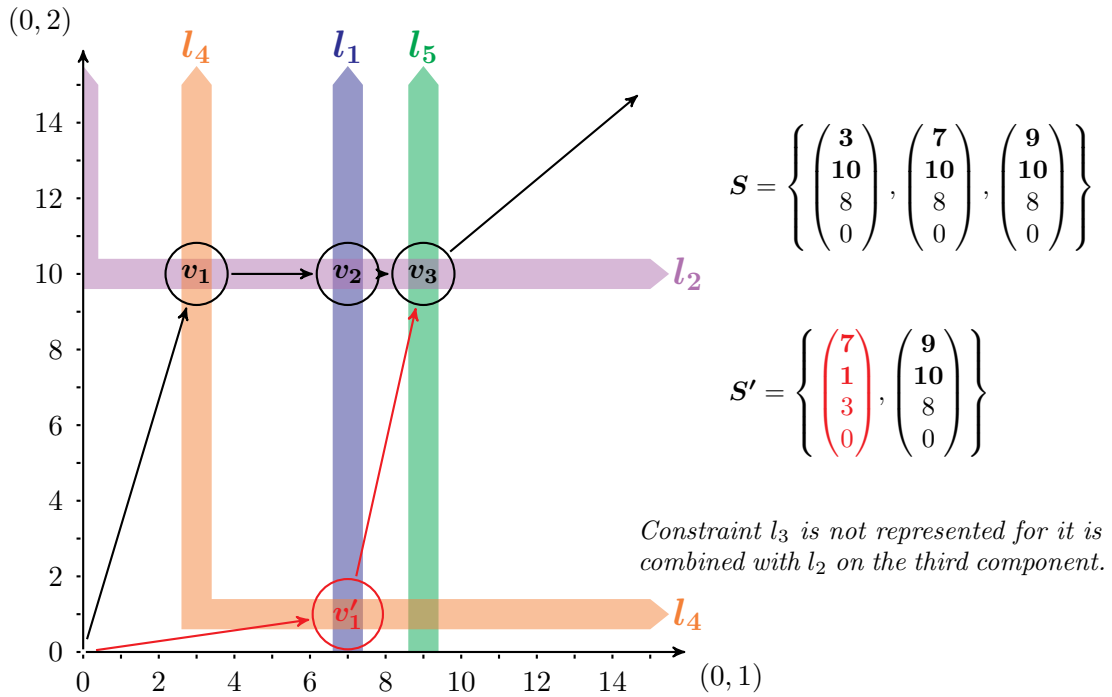 (0, 2)
l4 l1 l5
14
12
10
8
6
4
2
0
v1 v2 v3
l2
v′1
l4
0 2 4 6 8 10 12 14
(0, 1)
S = { (3 10 8 0), (7 10 8 0), (9 10 8 0) }
S′ = { (7 1 3 0), (9 10 8 0) }
Constraint l3 is not represented for it is
combined with l2 on the third component.